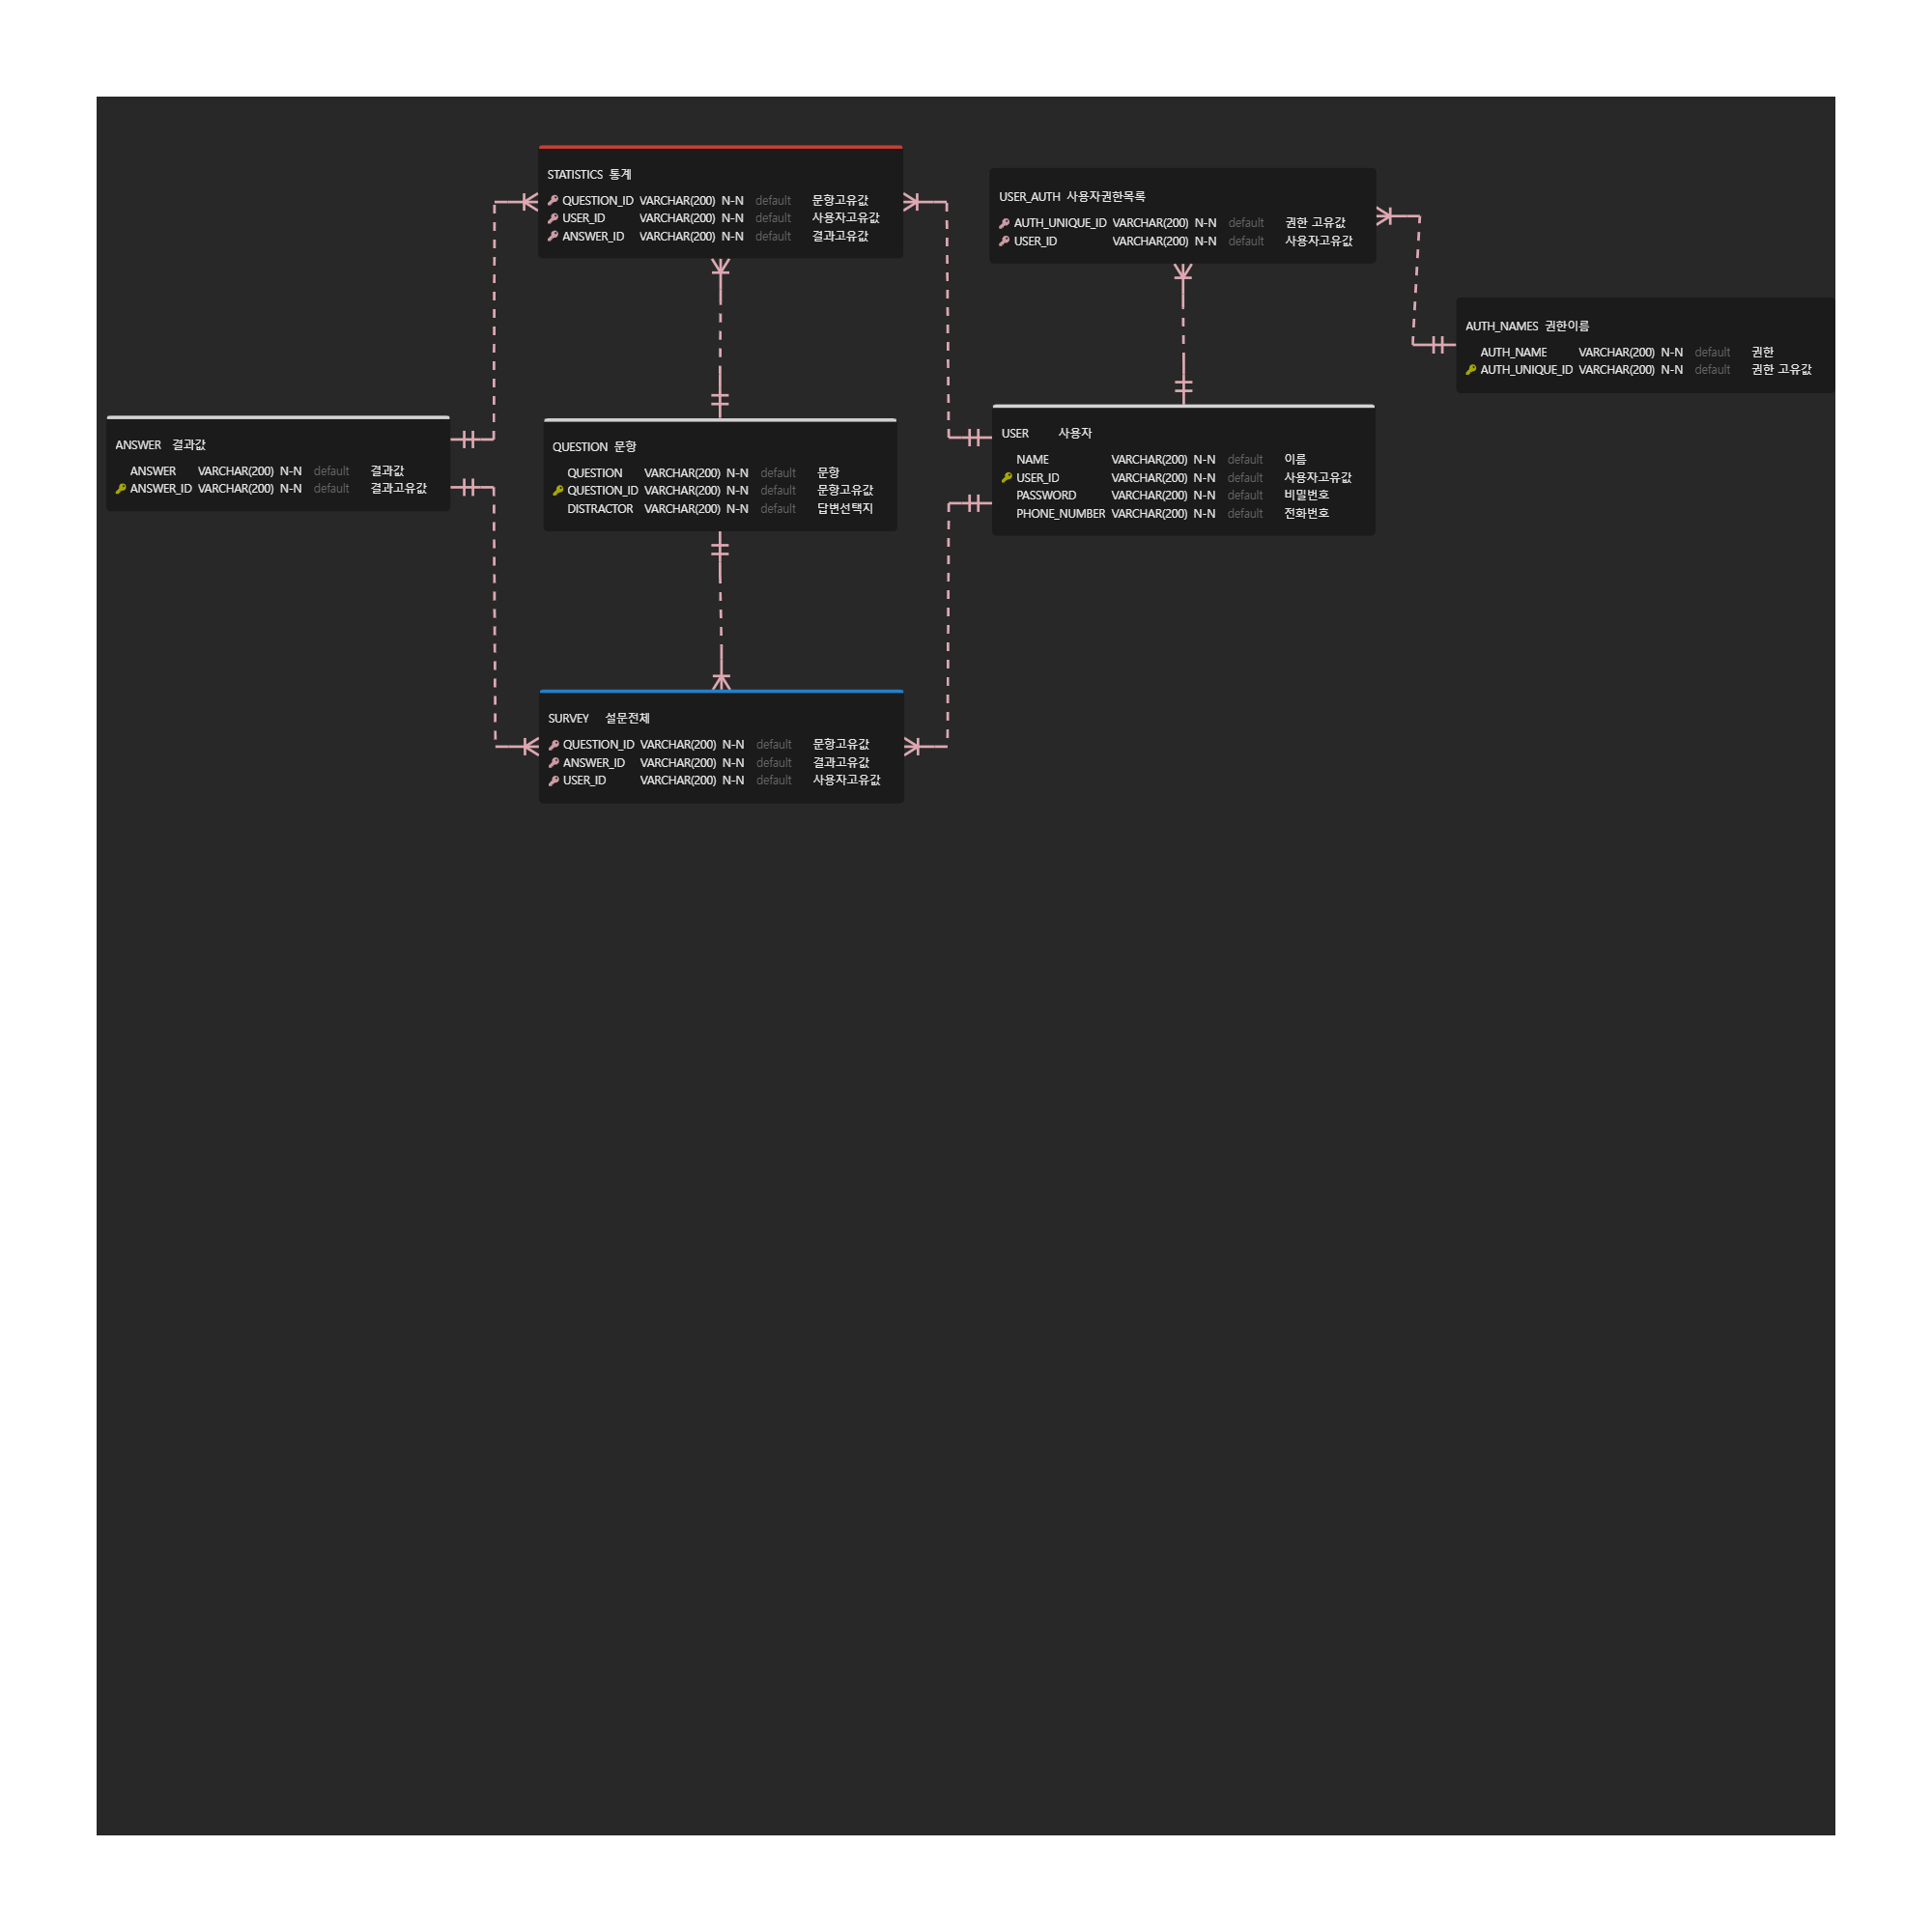 STATISTICS 통계
QUESTION_ID VARCHAR(200) N-N default 문항고유값
USER_ID VARCHAR(200) N-N default 사용자고유값
ANSWER_ID VARCHAR(200) N-N default 결과고유값
USER_AUTH 사용자권한목록
AUTH_UNIQUE_ID VARCHAR(200) N-N default 권한 고유값
USER_ID VARCHAR(200) N-N default 사용자고유값
AUTH_NAMES 권한이름
AUTH_NAME VARCHAR(200) N-N default 권한
AUTH_UNIQUE_ID VARCHAR(200) N-N default 권한 고유값
ANSWER 결과값
ANSWER VARCHAR(200) N-N default 결과값
ANSWER_ID VARCHAR(200) N-N default 결과고유값
QUESTION 문항
QUESTION VARCHAR(200) N-N default 문항
QUESTION_ID VARCHAR(200) N-N default 문항고유값
DISTRACTOR VARCHAR(200) N-N default 답변선택지
USER 사용자
NAME VARCHAR(200) N-N default 이름
USER_ID VARCHAR(200) N-N default 사용자고유값
PASSWORD VARCHAR(200) N-N default 비밀번호
PHONE_NUMBER VARCHAR(200) N-N default 전화번호
SURVEY 설문전체
QUESTION_ID VARCHAR(200) N-N default 문항고유값
ANSWER_ID VARCHAR(200) N-N default 결과고유값
USER_ID VARCHAR(200) N-N default 사용자고유값